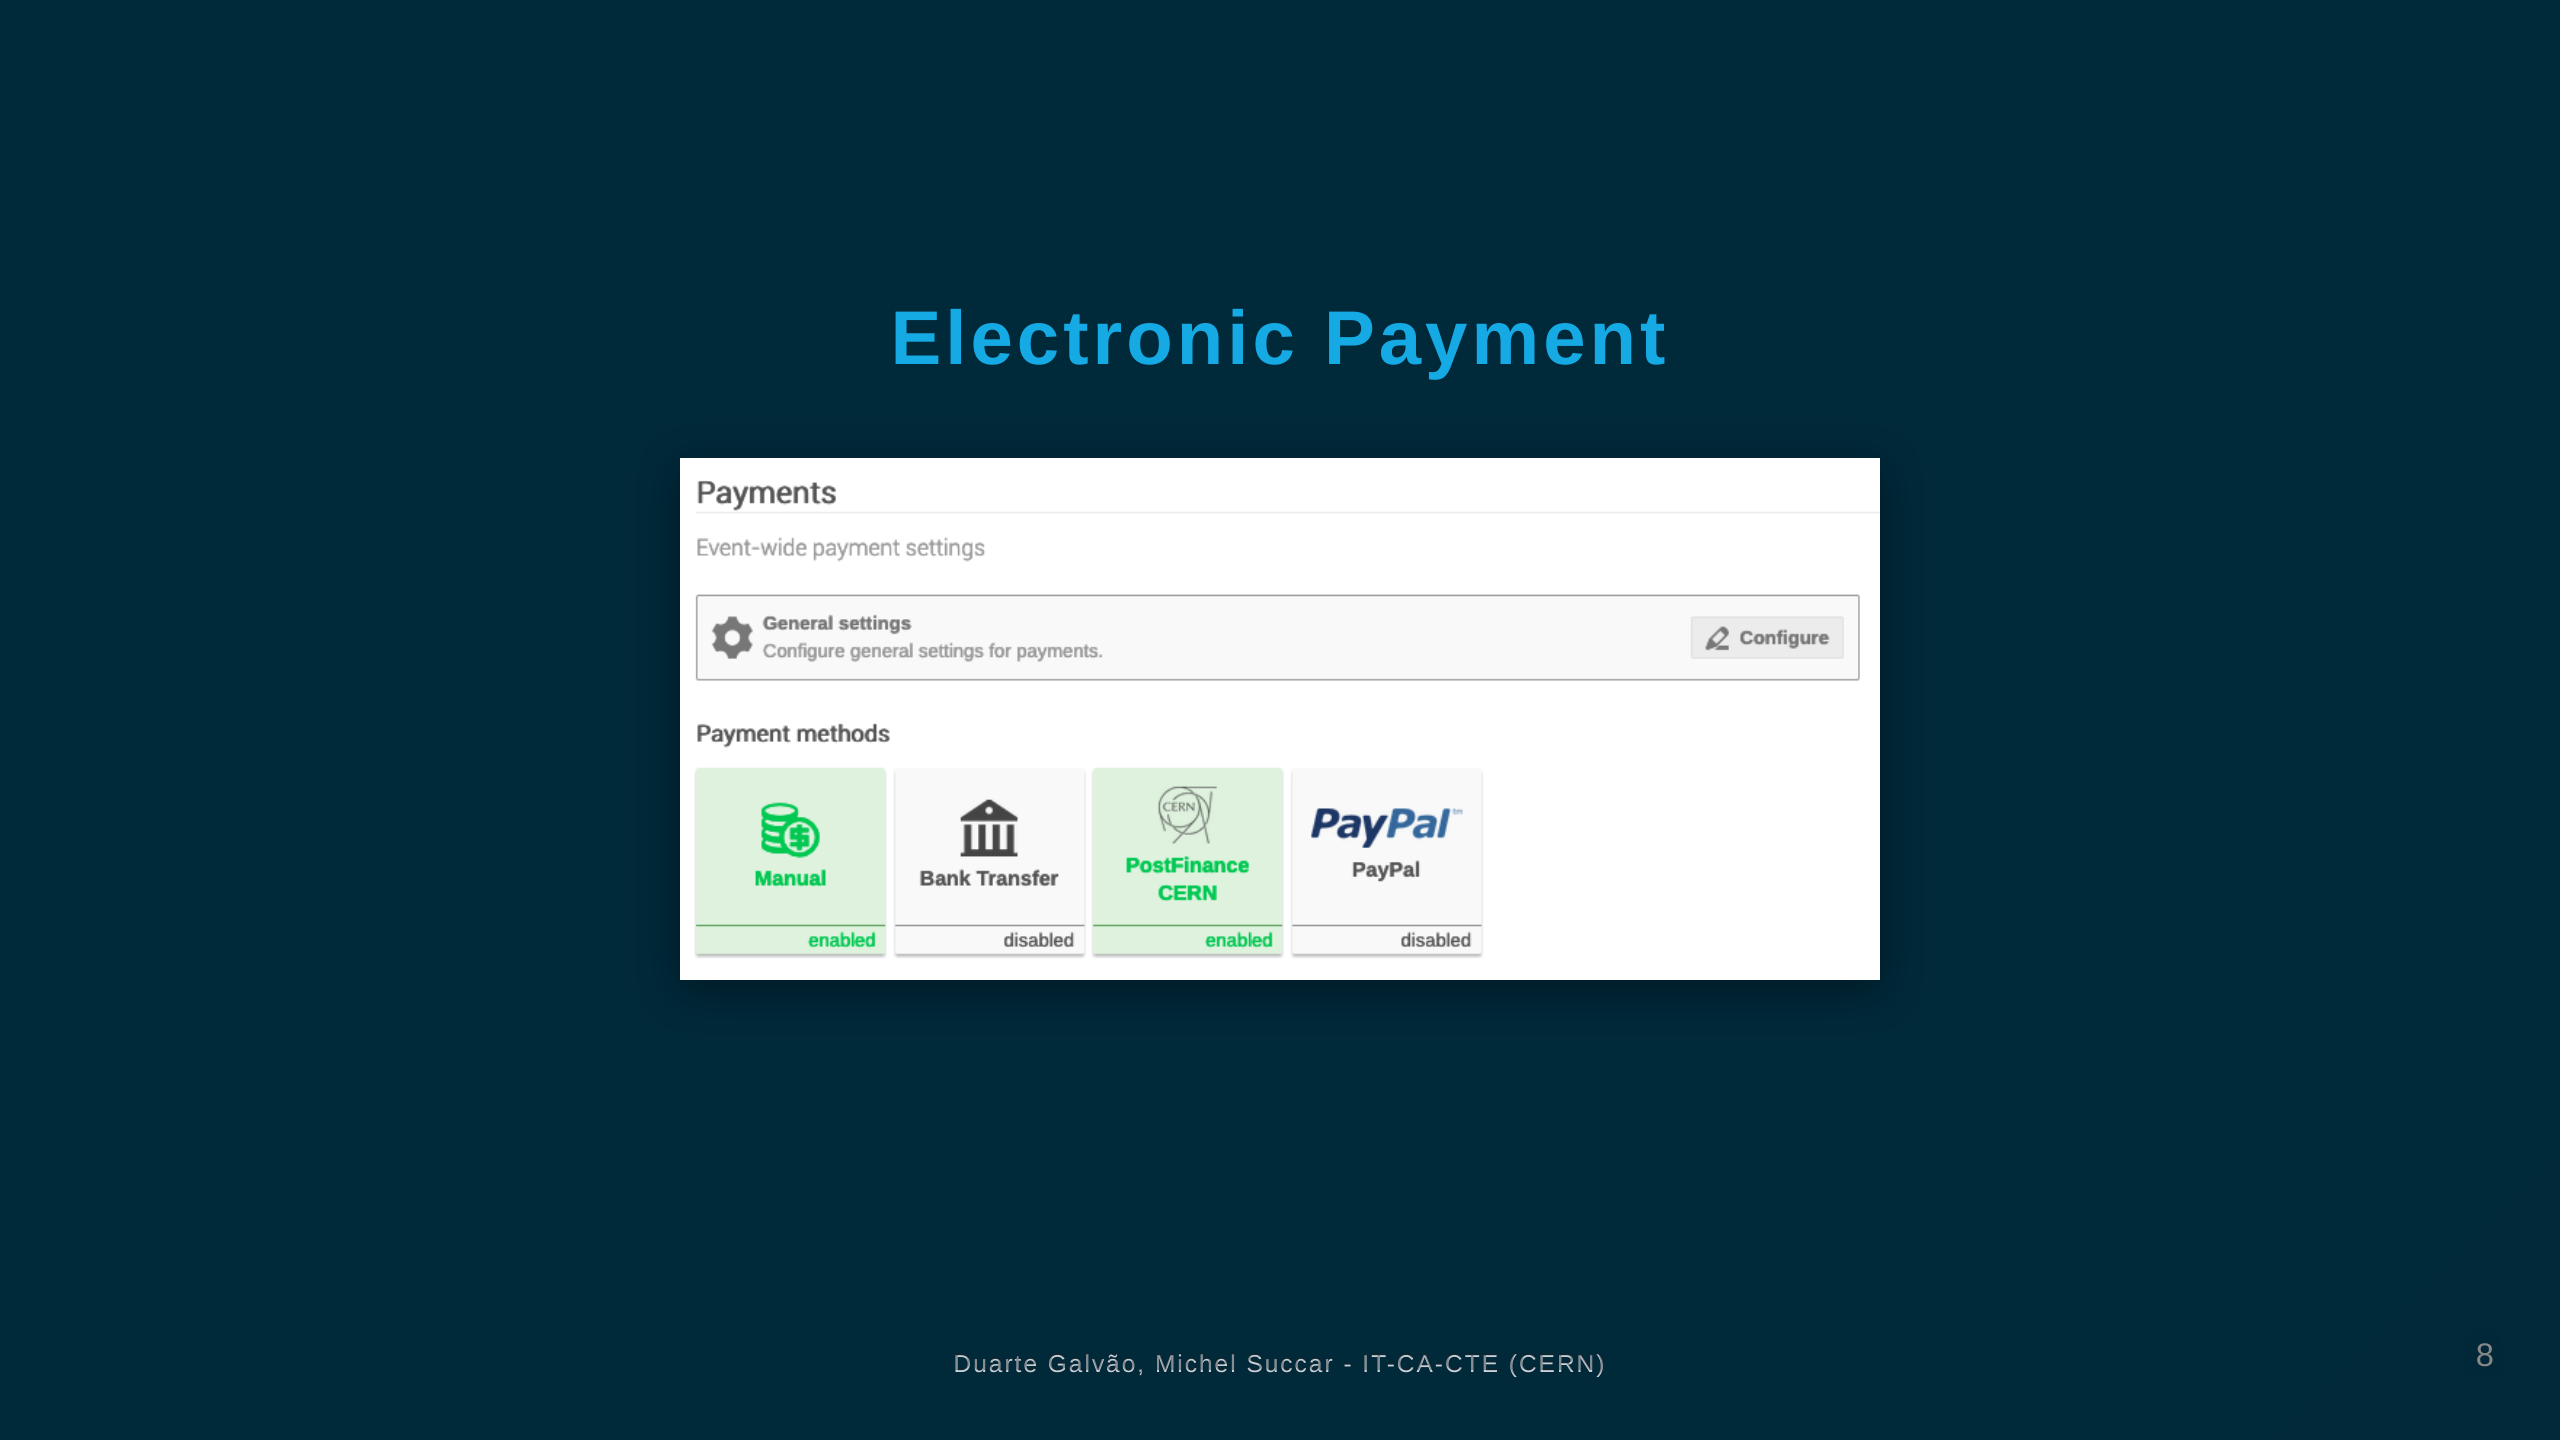 Electronic Payment
Payments
Event-wide payment settings
General settings
Configure general settings for payments.
Configure
Payment methods
Manual
enabled
Bank Transfer
disabled
CERN
PostFinance
CERN
enabled
PayPal™
PayPal
disabled
Duarte Galvão, Michel Succar - IT-CA-CTE (CERN)
8